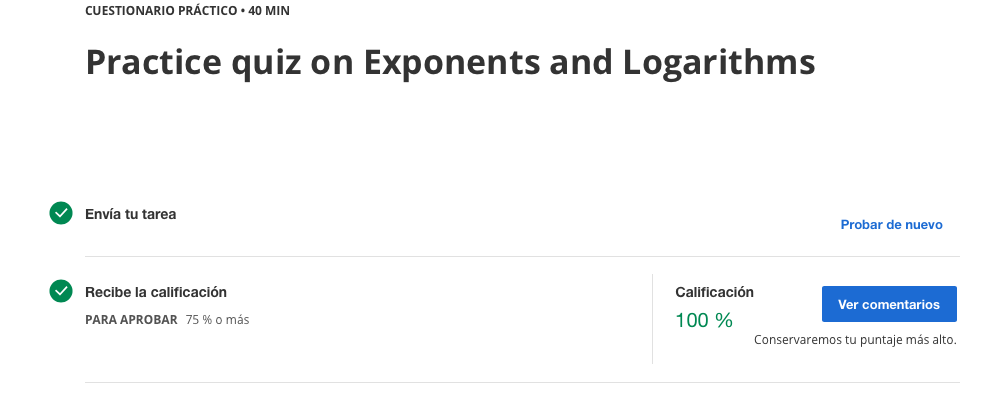 CUESTIONARIO PRÁCTICO • 40 MIN
Practice quiz on Exponents and Logarithms
Envía tu tarea
Probar de nuevo
Recibe la calificación
PARA APROBAR 75 % o más
Calificación
100 %
Ver comentarios
Conservaremos tu puntaje más alto.